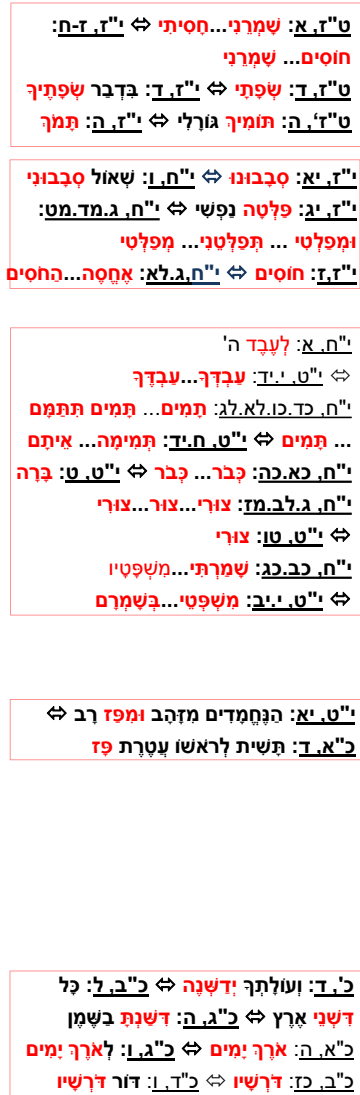 ט"ז, א: שָׁמְרֵנִי...חָסִיתִי ⇔ י"ז, ז-ח:
חוֹסִים... שָׁמְרֵנִי
ט"ז, ד: שְׂפָתָי ⇔ י"ז, ד: בִּדְבַר שְׂפָתֶיךָ
ט"ז', ה: תּוֹמִיךְ גּוֹרָלִי ⇔ י"ז, ה: תָּמֹךְ
י"ז, יא: סְבָבוּנוּ ⇔ י"ח, ו: שְׁאוֹל סְבָבוּנִי
י"ז, יג: פַּלְּטָה נַפְשִׁי ⇔ י"ח, ג.מד.מט:
וּמְפַלְטִי ... תְּפַלְּטֵנִי... מְפַלְּטִי
י"ז,ז: חוֹסִים ⇔ י"ח,ג.לא: אֶחֱסֶה...הַחֹסִים
י"ח, א: לְעֶבֶד ה'
⇔ י"ט, י.יד: עַבְדְּךָ...עַבְדֶּךָ
י"ח, כד.כו.לא.לג: תָמִים... תָּמִים תִּתַּמָּם
... תָּמִים ⇔ י"ט, ח.יד: תְּמִימָה... אֵיתָם
י"ח, כא.כה: כְּבֹר... כְּבֹר ⇔ י"ט, ט: בָּרָה
י"ח, ג.לב.מז: צוּרִי...צוּר...צוּרִי
⇔ י"ט, טו: צוּרִי
י"ח, כב.כג: שָׁמַרְתִּי...מִשְׁפָּטָיו
⇔ י"ט, י.יב: מִשְׁפְּטֵי...בְּשָׁמְרָם
י"ט, יא: הַנֶּחֱמָדִים מִזָּהָב וּמִפַּז רָב ⇔
כ"א, ד: תָּשִׁית לְרֹאשׁוֹ עֲטֶרֶת פָּז
כ', ד: וְעוֹלָתְךָ יְדַשְּׁנֶה ⇔ כ"ב, ל: כָּל
דִּשְׁנֵי אֶרֶץ ⇔ כ"ג, ה: דִּשַּׁנְתָּ בַשֶּׁמֶן
כ"א, ה: אֹרֶךְ יָמִים ⇔ כ"ג, ו: לְאֹרֶךְ יָמִים
כ"ב, כז: דֹּרְשָׁיו ⇔ כ"ד, ו: דּוֹר דֹּרְשָׁיו